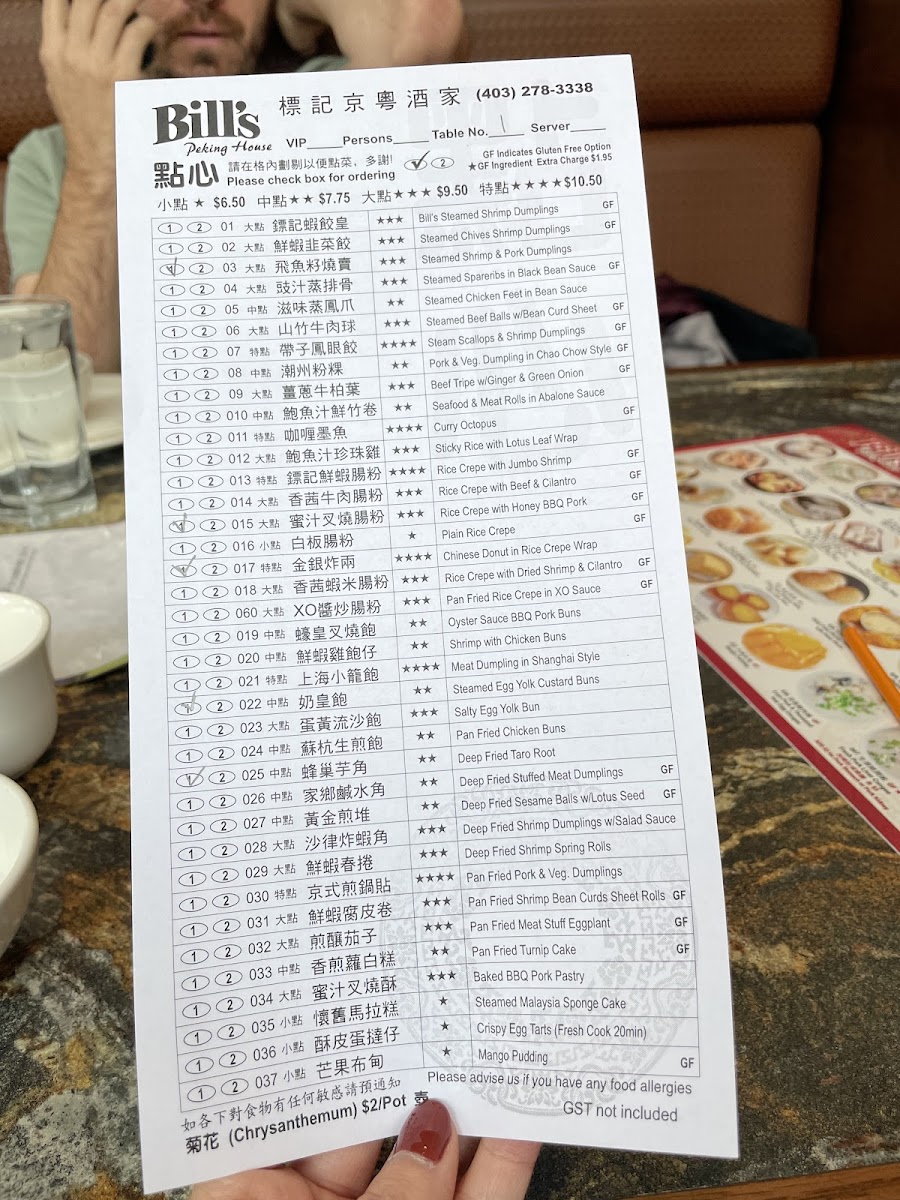 Bill's 標記京粵酒家 (403) 278-3338
Peking House VIP____Persons____ Table No. 1 Server____
點心 請在格內劃剔以便點菜，多謝! ✓ 2 GF Indicates Gluten Free Option
Please check box for ordering ★GF Ingredient Extra Charge $1.95
小點 ★ $6.50 中點★★ $7.75 大點★★★ $9.50 特點★★★★$10.50
1 2 01 大點 鏢記蝦餃皇 ★★★ Bill's Steamed Shrimp Dumplings GF
1 2 02 大點 鮮蝦韭菜餃 ★★★ Steamed Chives Shrimp Dumplings GF
✓ 2 03 大點 飛魚籽燒賣 ★★★ Steamed Shrimp & Pork Dumplings
1 2 04 大點 豉汁蒸排骨 ★★★ Steamed Spareribs in Black Bean Sauce GF
1 2 05 中點 滋味蒸鳳爪 ★★ Steamed Chicken Feet in Bean Sauce
1 2 06 大點 山竹牛肉球 ★★★ Steamed Beef Balls w/Bean Curd Sheet GF
1 2 07 特點 帶子鳳眼餃 ★★★★ Steam Scallops & Shrimp Dumplings GF
1 2 08 中點 潮州粉粿 ★★ Pork & Veg. Dumpling in Chao Chow Style GF
1 2 09 大點 薑蔥牛柏葉 ★★★ Beef Tripe w/Ginger & Green Onion GF
1 2 010 中點 鮑魚汁鮮竹卷 ★★ Seafood & Meat Rolls in Abalone Sauce
1 2 011 特點 咖喱墨魚 ★★★★ Curry Octopus GF
1 2 012 大點 鮑魚汁珍珠雞 ★★★ Sticky Rice with Lotus Leaf Wrap
1 2 013 特點 鏢記鮮蝦腸粉 ★★★★ Rice Crepe with Jumbo Shrimp GF
1 2 014 大點 香茜牛肉腸粉 ★★★ Rice Crepe with Beef & Cilantro GF
✓ 2 015 大點 蜜汁叉燒腸粉 ★★★ Rice Crepe with Honey BBQ Pork GF
1 2 016 小點 白板腸粉 ★ Plain Rice Crepe GF
✓ 2 017 特點 金銀炸兩 ★★★★ Chinese Donut in Rice Crepe Wrap
1 2 018 大點 香茜蝦米腸粉 ★★★ Rice Crepe with Dried Shrimp & Cilantro GF
1 2 060 大點 XO醬炒腸粉 ★★★ Pan Fried Rice Crepe in XO Sauce GF
1 2 019 中點 蠔皇叉燒飽 ★★ Oyster Sauce BBQ Pork Buns
1 2 020 中點 鮮蝦雞飽仔 ★★ Shrimp with Chicken Buns
1 2 021 特點 上海小籠飽 ★★★★ Meat Dumpling in Shanghai Style
✓ 2 022 中點 奶皇飽 ★★ Steamed Egg Yolk Custard Buns
1 2 023 大點 蛋黃流沙飽 ★★★ Salty Egg Yolk Bun
1 2 024 中點 蘇杭生煎飽 ★★ Pan Fried Chicken Buns
✓ 2 025 中點 蜂巢芋角 ★★ Deep Fried Taro Root
1 2 026 中點 家鄉鹹水角 ★★ Deep Fried Stuffed Meat Dumplings GF
1 2 027 中點 黃金煎堆 ★★ Deep Fried Sesame Balls w/Lotus Seed GF
1 2 028 大點 沙律炸蝦角 ★★★ Deep Fried Shrimp Dumplings w/Salad Sauce
1 2 029 大點 鮮蝦春捲 ★★★ Deep Fried Shrimp Spring Rolls
1 2 030 特點 京式煎鍋貼 ★★★★ Pan Fried Pork & Veg. Dumplings
1 2 031 大點 鮮蝦腐皮卷 ★★★ Pan Fried Shrimp Bean Curds Sheet Rolls GF
1 2 032 大點 煎釀茄子 ★★★ Pan Fried Meat Stuff Eggplant GF
1 2 033 中點 香煎蘿白糕 ★★ Pan Fried Turnip Cake GF
1 2 034 大點 蜜汁叉燒酥 ★★★ Baked BBQ Pork Pastry
1 2 035 小點 懷舊馬拉糕 ★ Steamed Malaysia Sponge Cake
1 2 036 小點 酥皮蛋撻仔 ★ Crispy Egg Tarts (Fresh Cook 20min)
1 2 037 小點 芒果布甸 ★ Mango Pudding GF
如各下對食物有任何敏感請預通知 Please advise us if you have any food allergies
菊花 (Chrysanthemum) $2/Pot 壺 GST not included